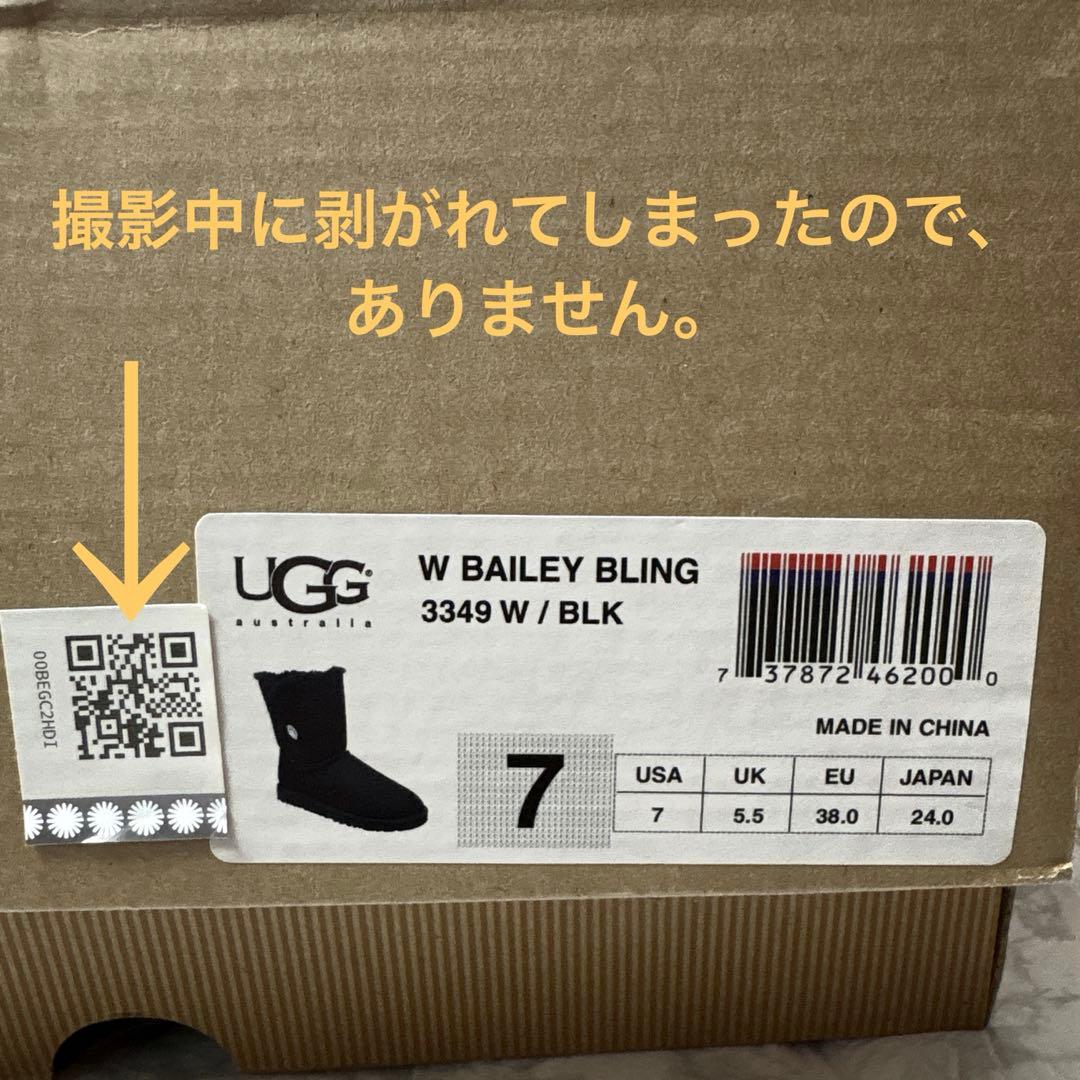 撮影中に剥がれてしまったので、
ありません。
00BEGC2HDI
UGG®
australia
W BAILEY BLING
3349 W / BLK
7 37872 46200 0
MADE IN CHINA
7
USA UK EU JAPAN
7 5.5 38.0 24.0